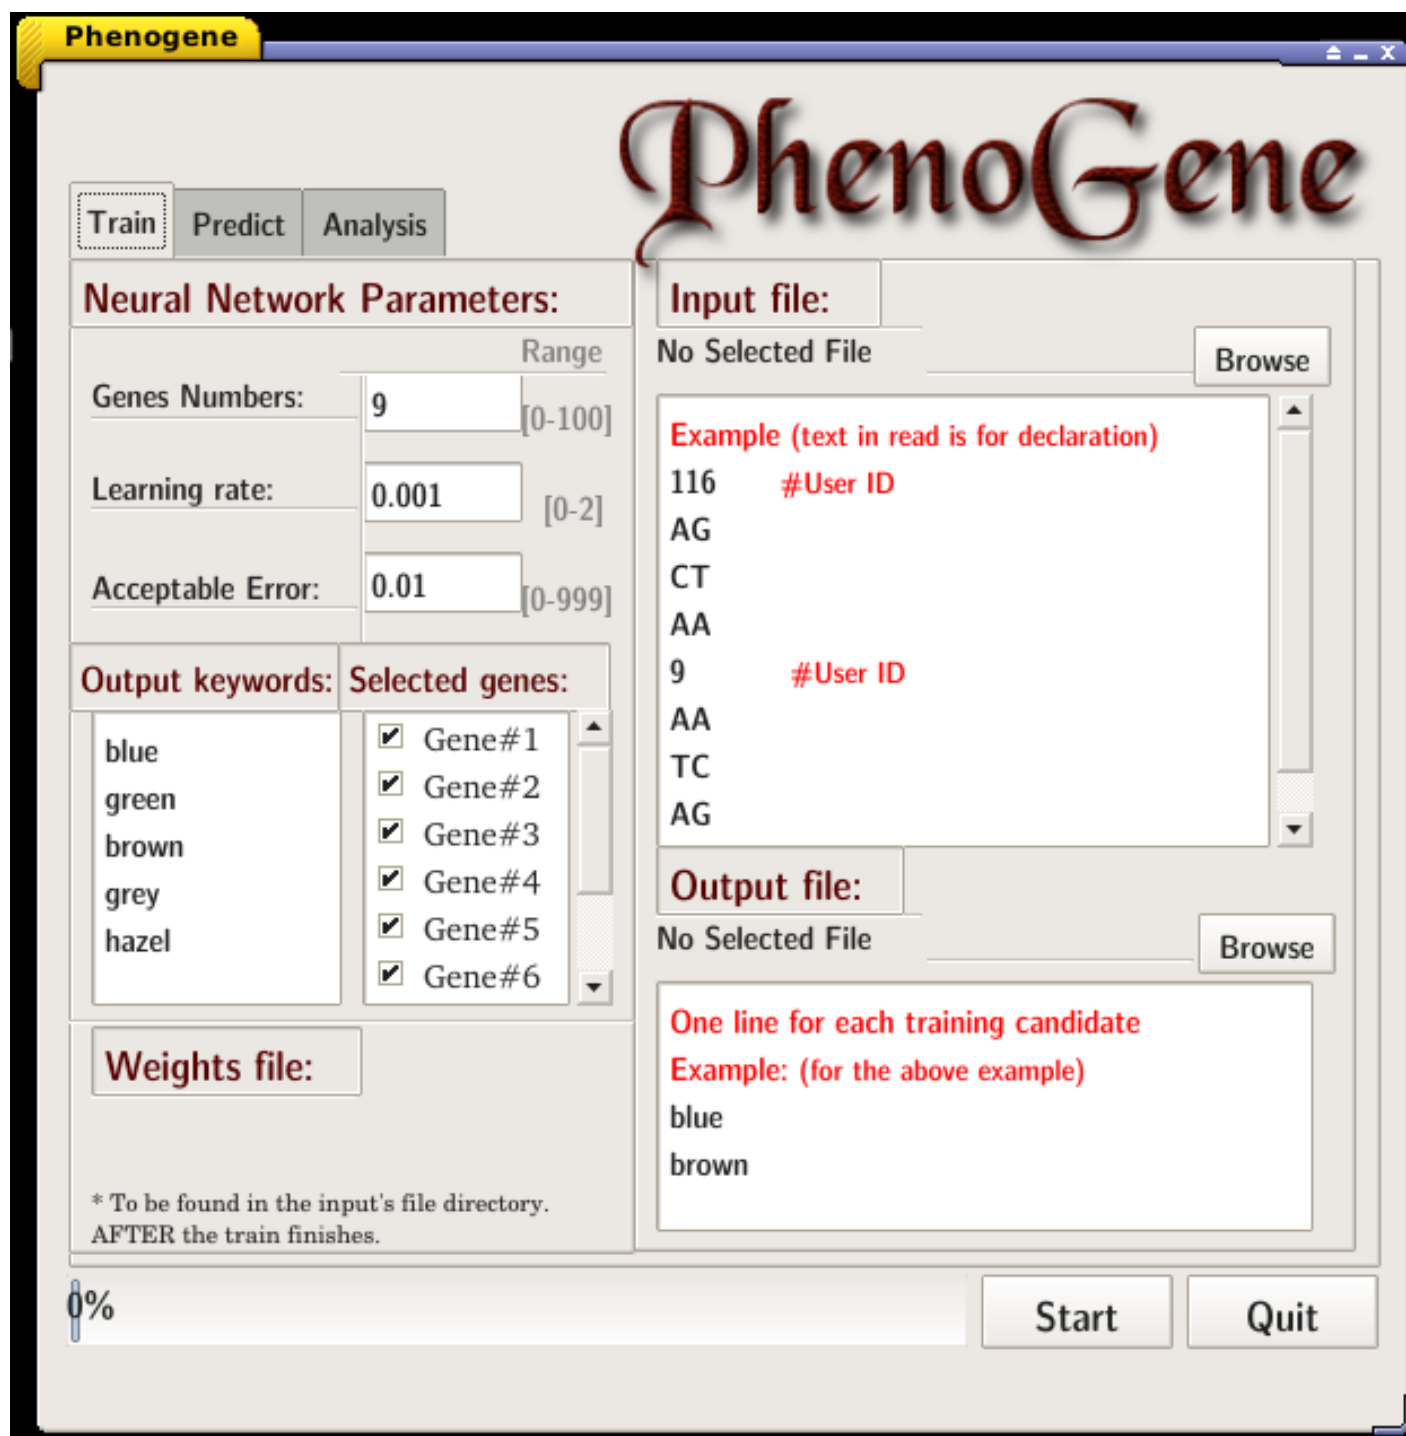 Phenogene
PhenoGene
Train Predict Analysis
Neural Network Parameters:
Range
Genes Numbers: 9 [0-100]
Learning rate: 0.001 [0-2]
Acceptable Error: 0.01 [0-999]
Output keywords:
blue
green
brown
grey
hazel
Selected genes:
Gene#1
Gene#2
Gene#3
Gene#4
Gene#5
Gene#6
Weights file:
* To be found in the input's file directory.
AFTER the train finishes.
Input file:
No Selected File Browse
Example (text in read is for declaration)
116 #User ID
AG
CT
AA
9 #User ID
AA
TC
AG
Output file:
No Selected File Browse
One line for each training candidate
Example: (for the above example)
blue
brown
0% Start Quit